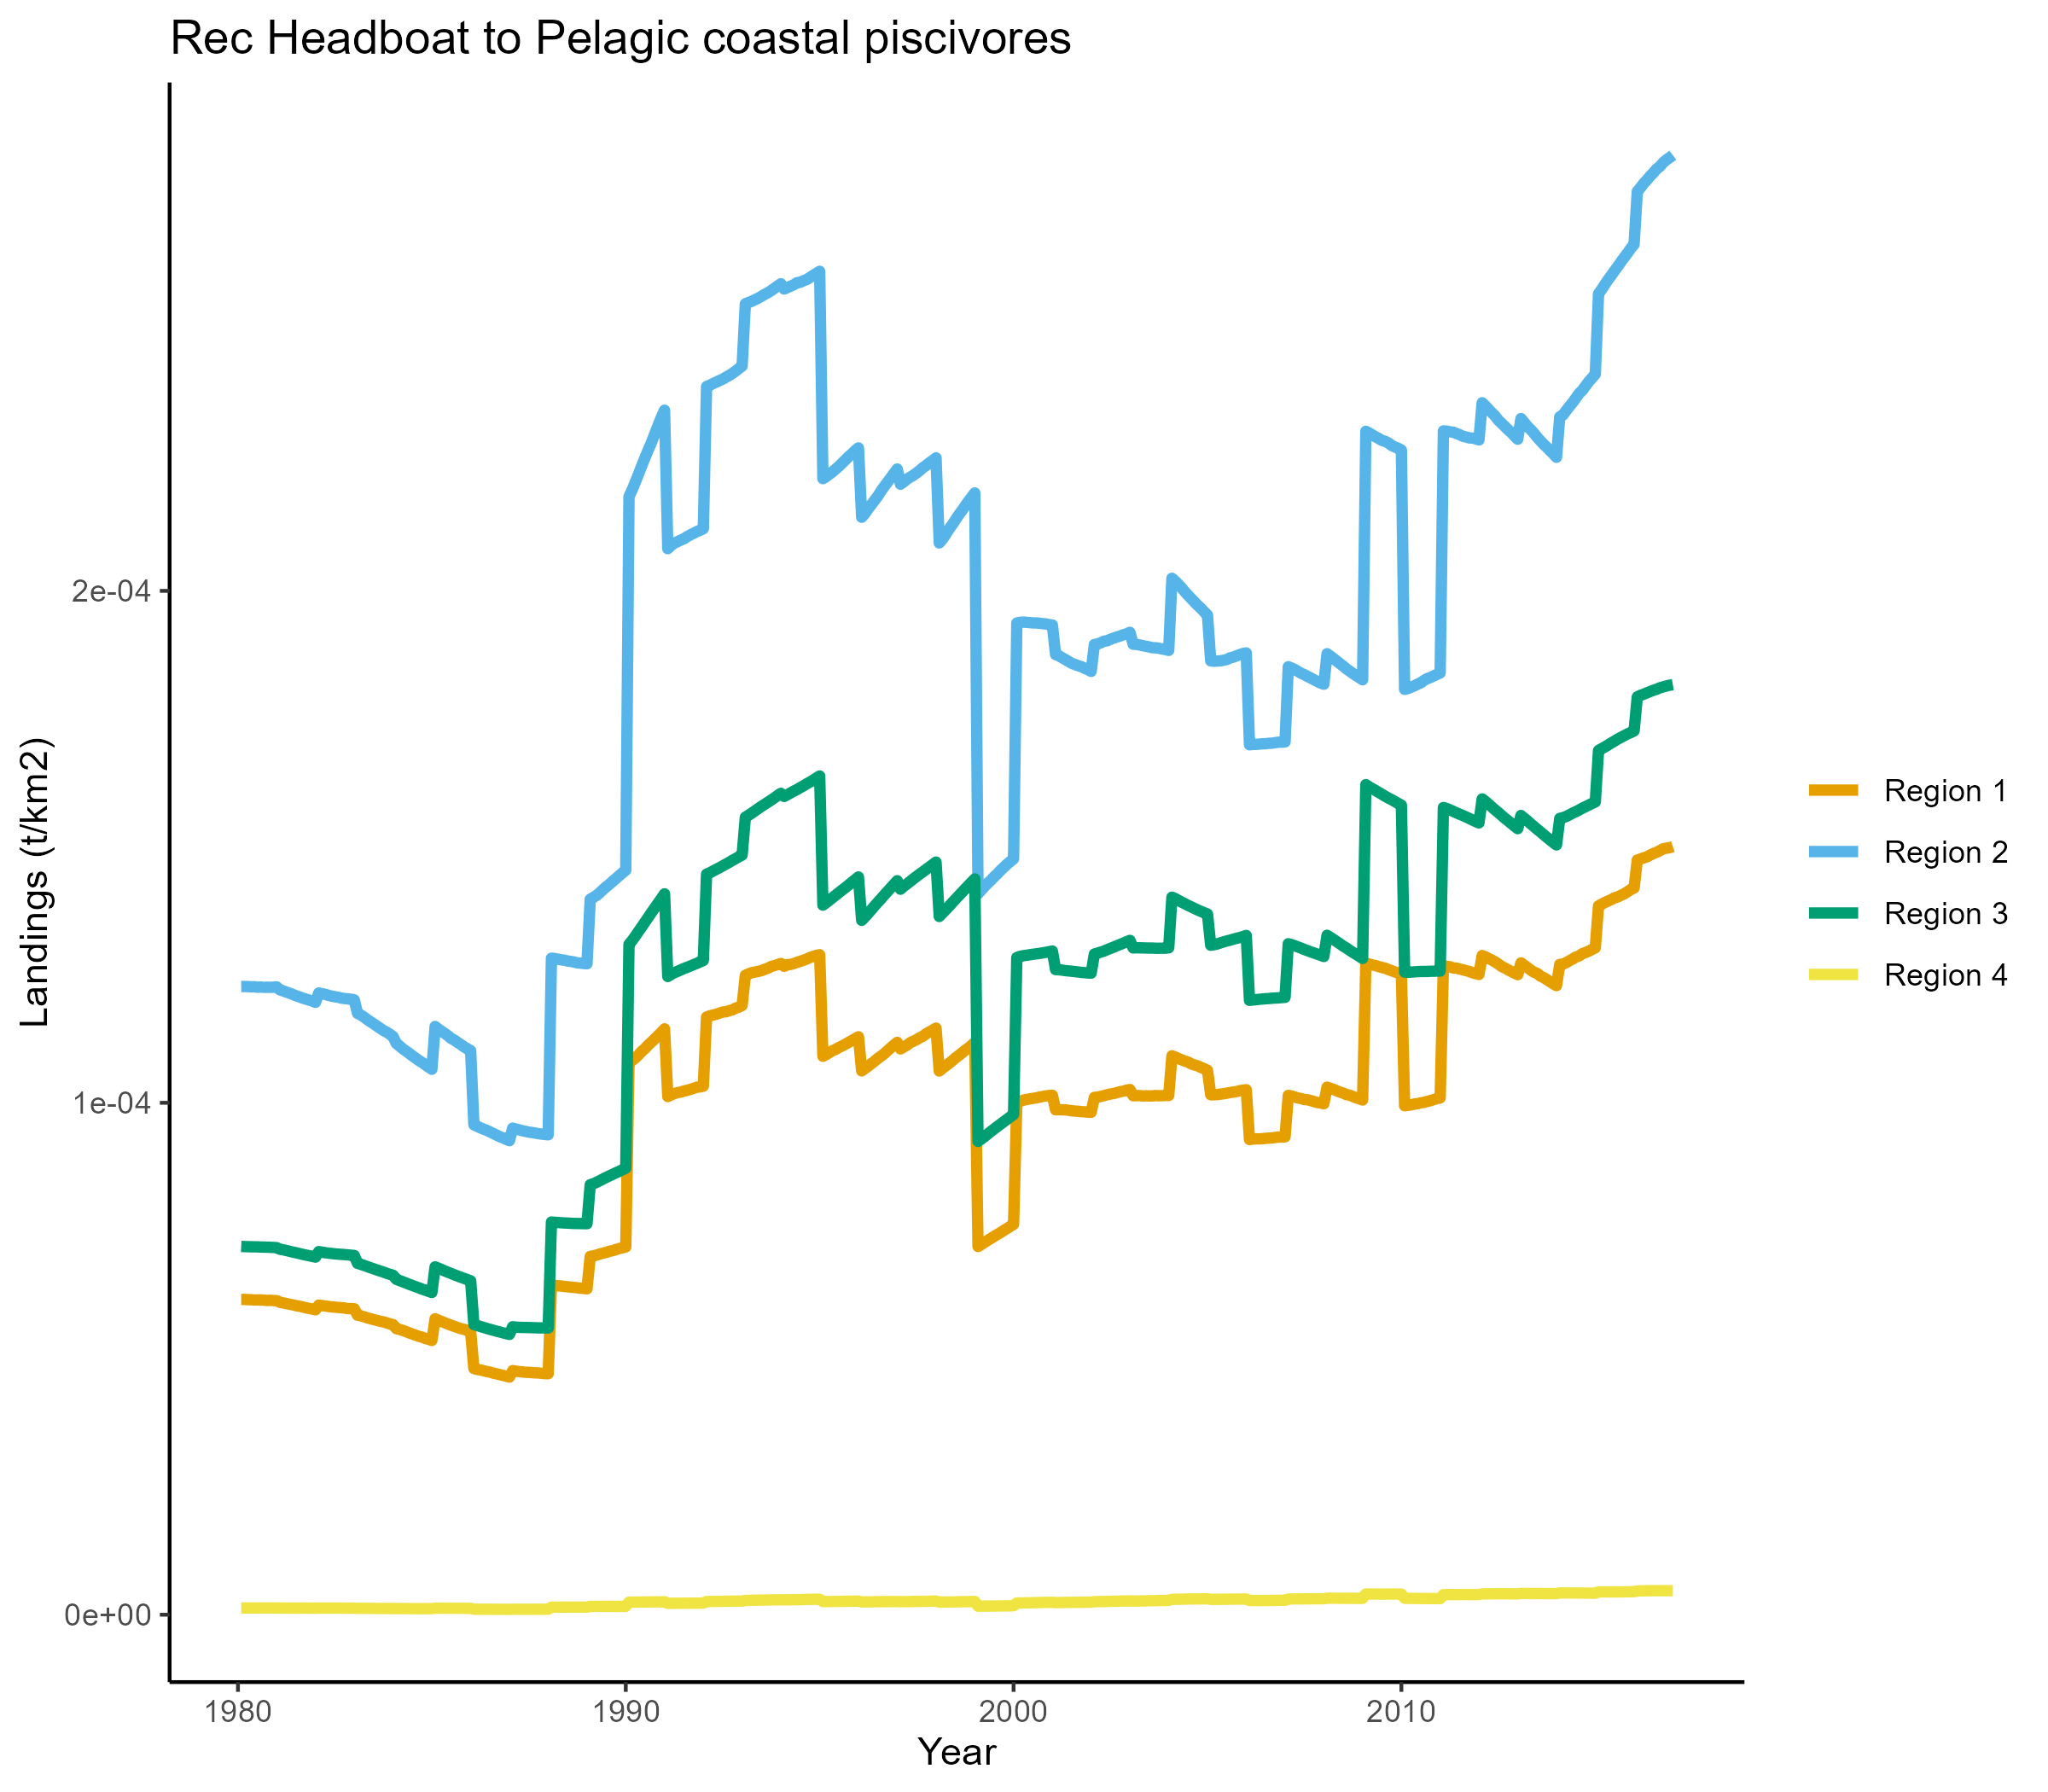 Rec Headboat to Pelagic coastal piscivores
Landings (t/km2)
2e-04
1e-04
0e+00
1980
1990
2000
2010
Year
Region 1
Region 2
Region 3
Region 4